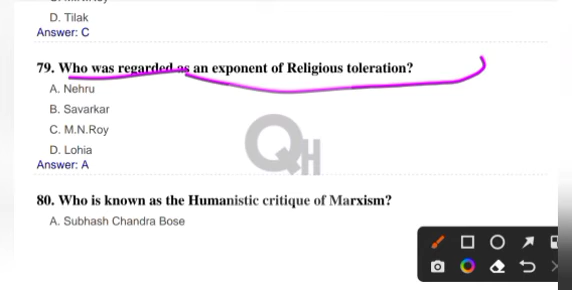 D. Tilak
Answer: C
79. Who was regarded as an exponent of Religious toleration?
A. Nehru
B. Savarkar
C. M.N.Roy
D. Lohia
Answer: A
QH
80. Who is known as the Humanistic critique of Marxism?
A. Subhash Chandra Bose